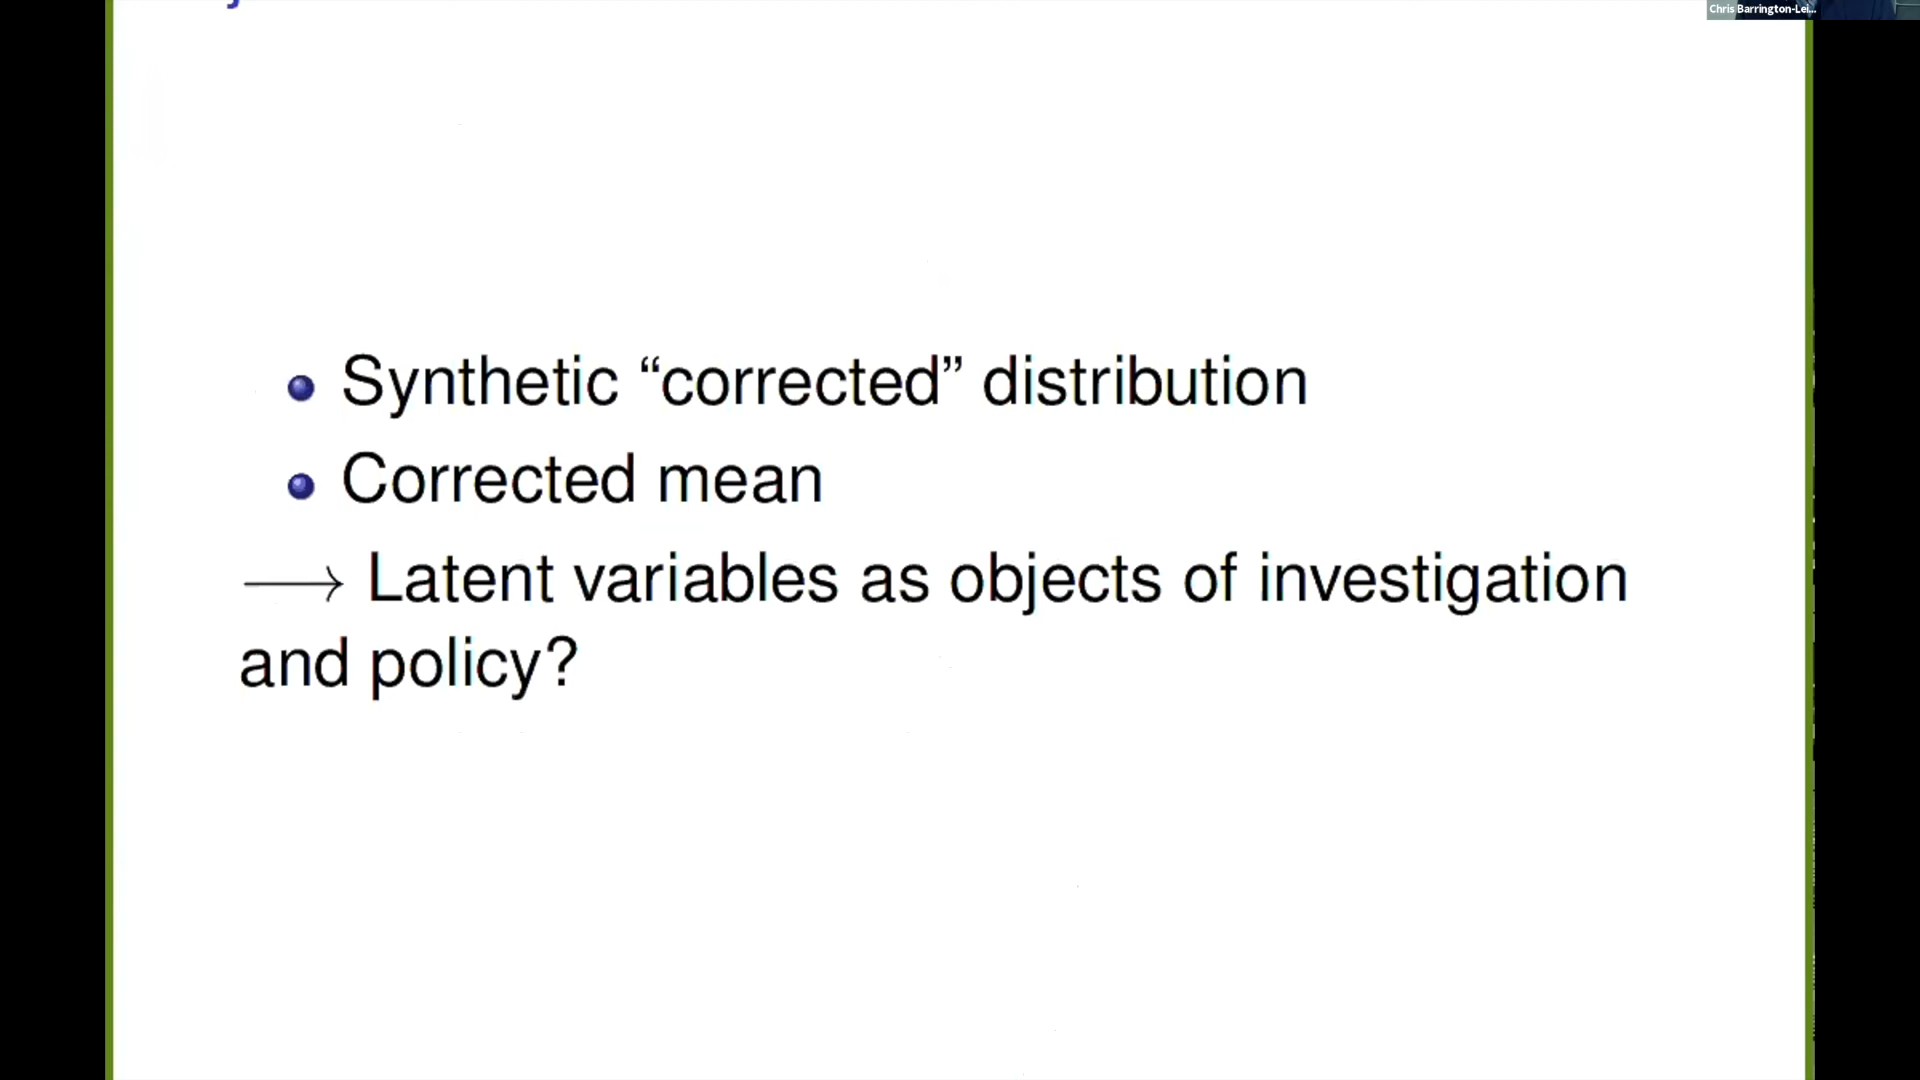 Chris Barrington-Lei...
• Synthetic “corrected” distribution
• Corrected mean
⟶ Latent variables as objects of investigation
and policy?